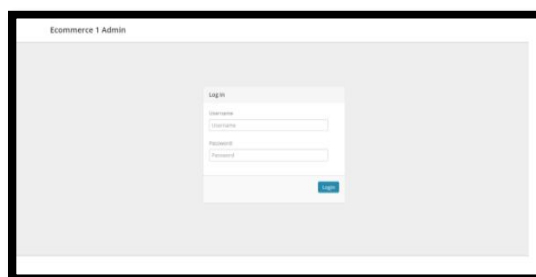 Ecommerce 1 Admin
Log in
Username
Username
Password
Password
Login